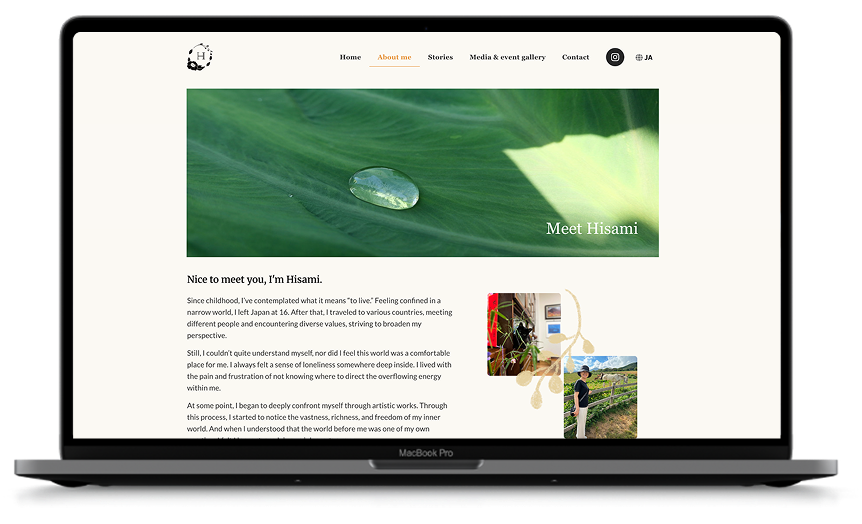 H
Home
About me
Stories
Media & event gallery
Contact
JA
Meet Hisami
Nice to meet you, I'm Hisami.
Since childhood, I've contemplated what it means “to live.” Feeling confined in a
narrow world, I left Japan at 16. After that, I traveled to various countries, meeting
different people and encountering diverse values, striving to broaden my
perspective.
Still, I couldn't quite understand myself, nor did I feel this world was a comfortable
place for me. I always felt a sense of loneliness somewhere deep inside. I lived with
the pain and frustration of not knowing where to direct the overflowing energy
within me.
At some point, I began to deeply confront myself through artistic works. Through
this process, I started to notice the vastness, richness, and freedom of my inner
world. And when I understood that the world before me was one of my own
MacBook Pro